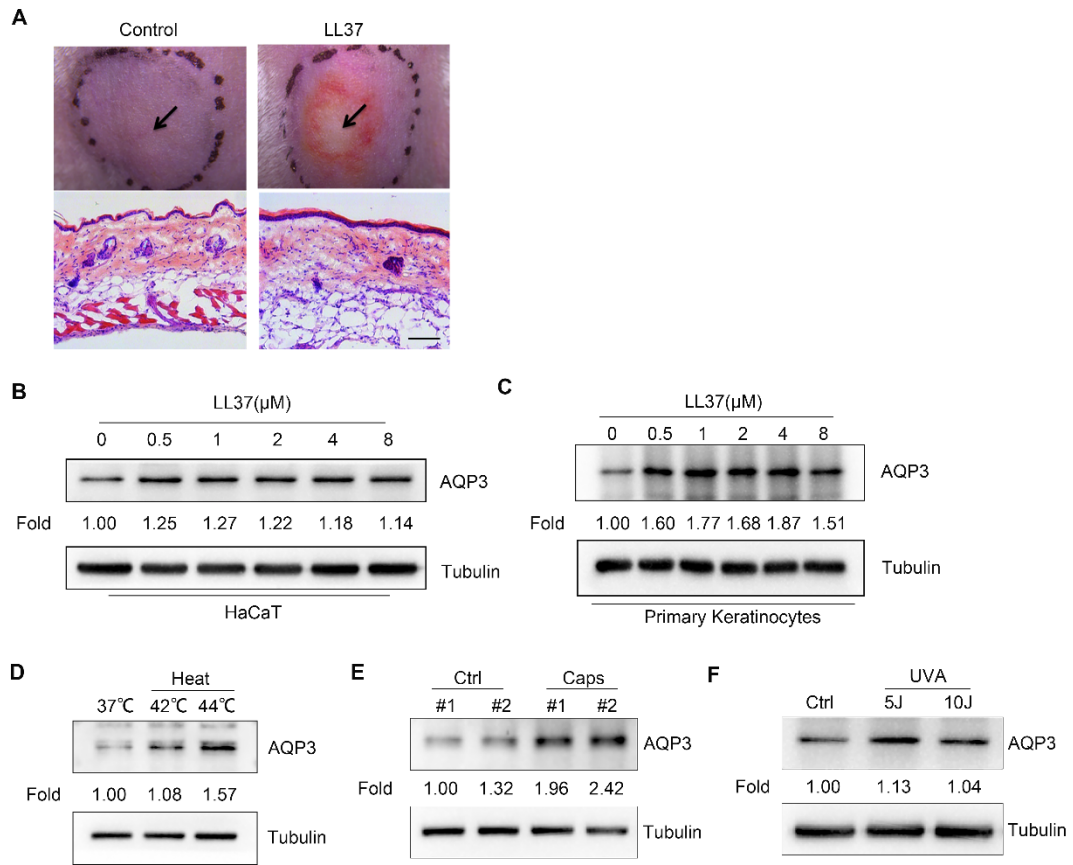 A
Control LL37
B
LL37(µM)
0 0.5 1 2 4 8
AQP3
Fold 1.00 1.25 1.27 1.22 1.18 1.14
Tubulin
HaCaT
C
LL37(µM)
0 0.5 1 2 4 8
AQP3
Fold 1.00 1.60 1.77 1.68 1.87 1.51
Tubulin
Primary Keratinocytes
D
Heat
37℃ 42℃ 44℃
AQP3
Fold 1.00 1.08 1.57
Tubulin
E
Ctrl Caps
#1 #2 #1 #2
AQP3
Fold 1.00 1.32 1.96 2.42
Tubulin
F
UVA
Ctrl 5J 10J
AQP3
Fold 1.00 1.13 1.04
Tubulin